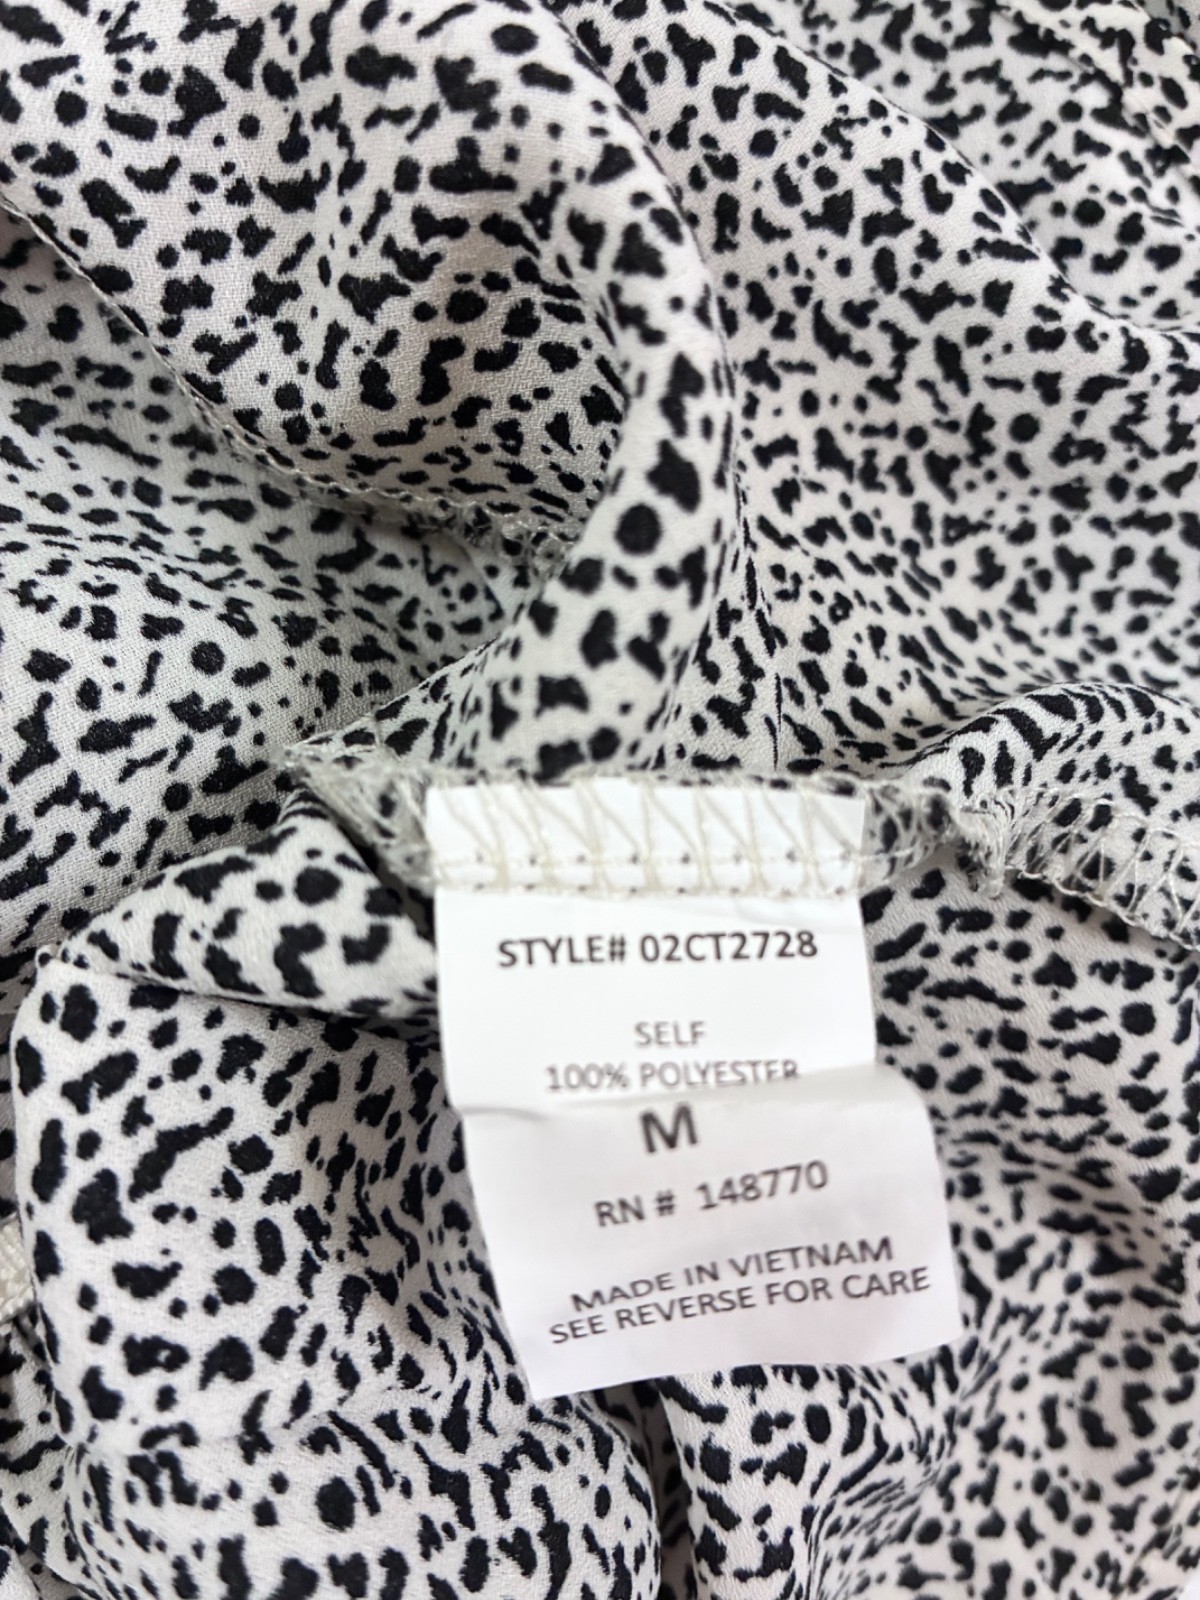 STYLE# 02CT2728
SELF
100% POLYESTER
M
RN # 148770
MADE IN VIETNAM
SEE REVERSE FOR CARE